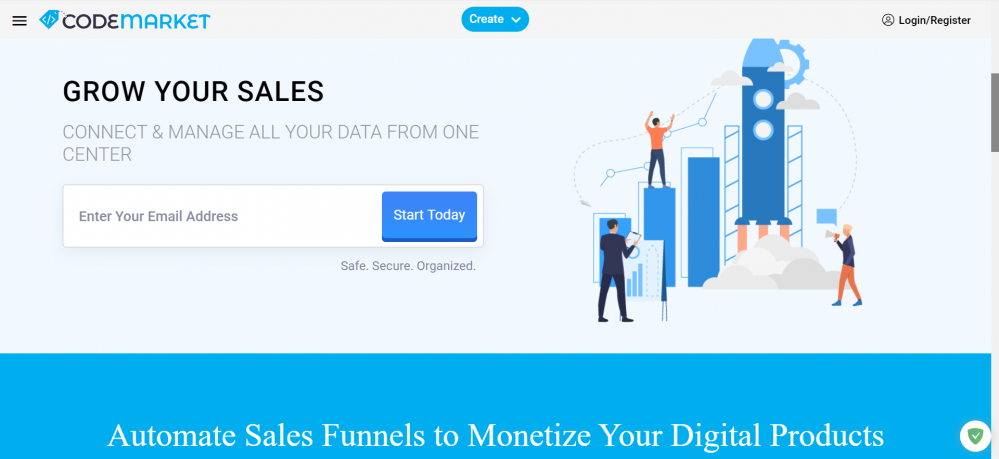 CODEMARKET
Create
Login/Register
GROW YOUR SALES
CONNECT & MANAGE ALL YOUR DATA FROM ONE
CENTER
Enter Your Email Address
Start Today
Safe. Secure. Organized.
Automate Sales Funnels to Monetize Your Digital Products